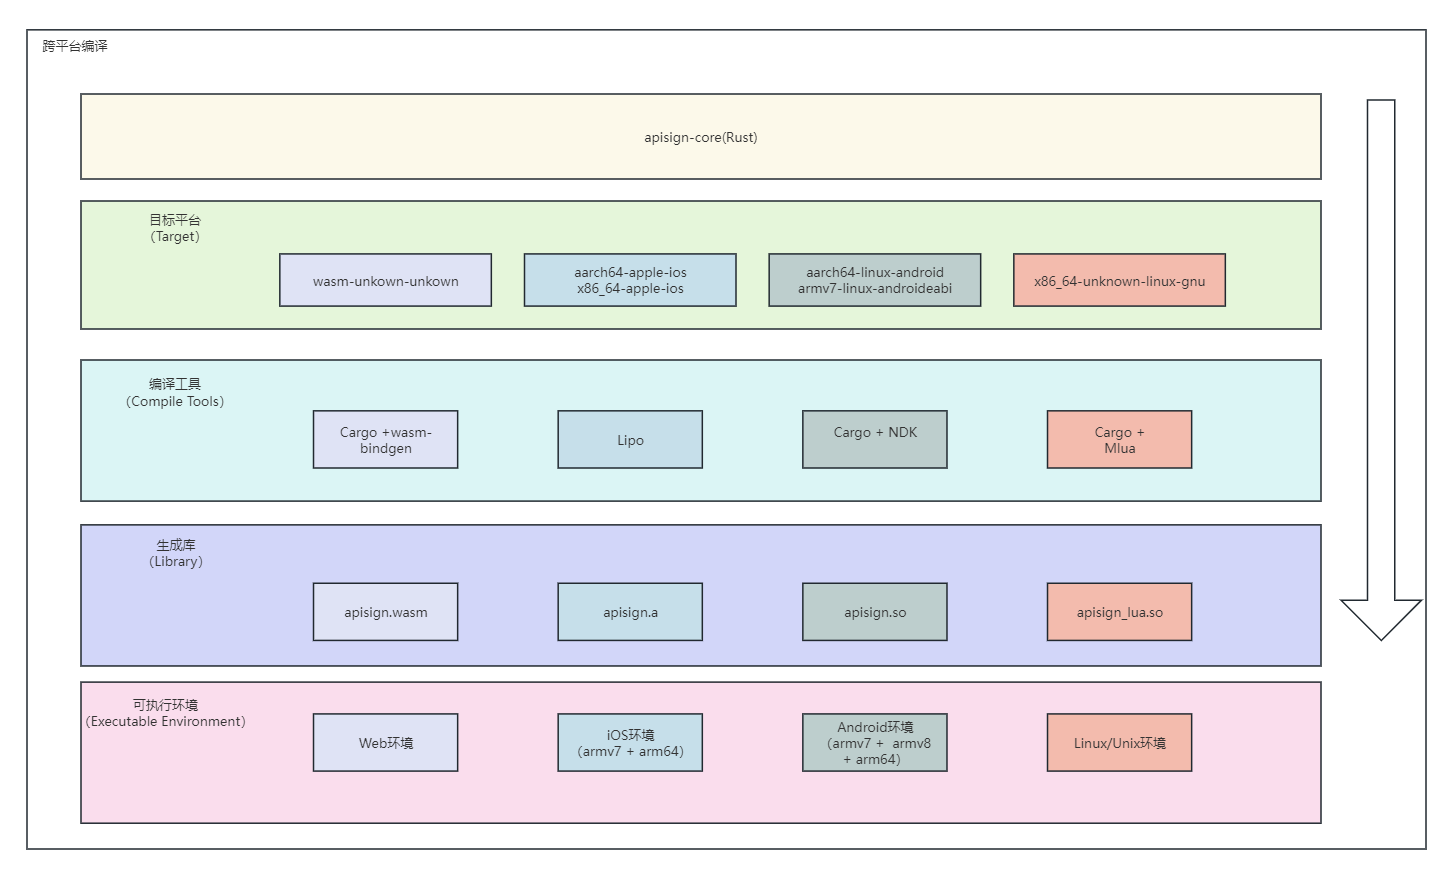 跨平台编译
apisign-core(Rust)
目标平台
（Target）
wasm-unkown-unkown
aarch64-apple-ios
x86_64-apple-ios
aarch64-linux-android
armv7-linux-androideabi
x86_64-unknown-linux-gnu
编译工具
（Compile Tools）
Cargo +wasm-
bindgen
Lipo
Cargo + NDK
Cargo +
Mlua
生成库
（Library）
apisign.wasm
apisign.a
apisign.so
apisign_lua.so
可执行环境
（Executable Environment）
Web环境
iOS环境
（armv7 + arm64）
Android环境
（armv7 + armv8
+ arm64）
Linux/Unix环境